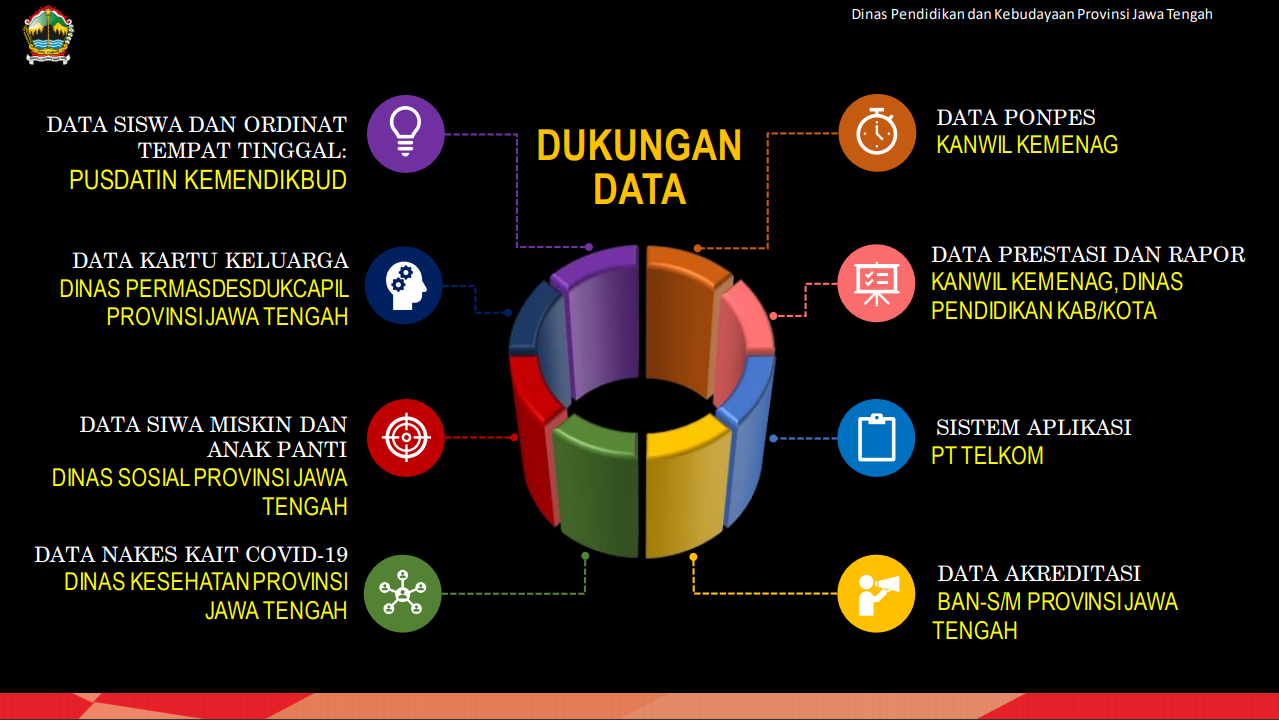 Dinas Pendidikan dan Kebudayaan Provinsi Jawa Tengah
DUKUNGAN
DATA
DATA SISWA DAN ORDINAT
TEMPAT TINGGAL:
PUSDATIN KEMENDIKBUD
DATA KARTU KELUARGA
DINAS PERMASDESDUKCAPIL
PROVINSI JAWA TENGAH
DATA SIWA MISKIN DAN
ANAK PANTI
DINAS SOSIAL PROVINSI JAWA
TENGAH
DATA NAKES KAIT COVID-19
DINAS KESEHATAN PROVINSI
JAWA TENGAH
DATA PONPES
KANWIL KEMENAG
DATA PRESTASI DAN RAPOR
KANWIL KEMENAG, DINAS
PENDIDIKAN KAB/KOTA
SISTEM APLIKASI
PT TELKOM
DATA AKREDITASI
BAN-S/M PROVINSI JAWA
TENGAH